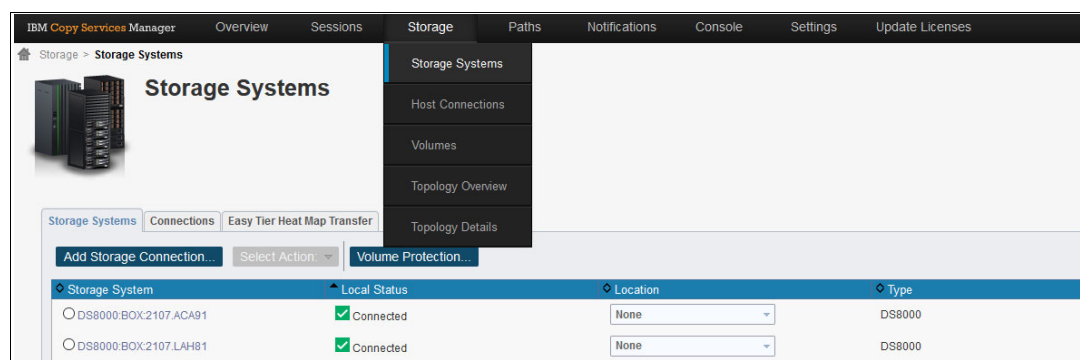 IBM Copy Services Manager Overview Sessions Storage Paths Notifications Console Settings Update Licenses
Storage > Storage Systems
Storage Systems
Storage Systems
Host Connections
Volumes
Topology Overview
Topology Details
Storage Systems Connections Easy Tier Heat Map Transfer
Add Storage Connection... Select Action: Volume Protection...
Storage System Local Status Location Type
DS8000:BOX:2107.ACA91 Connected None DS8000
DS8000:BOX:2107.LAH81 Connected None DS8000